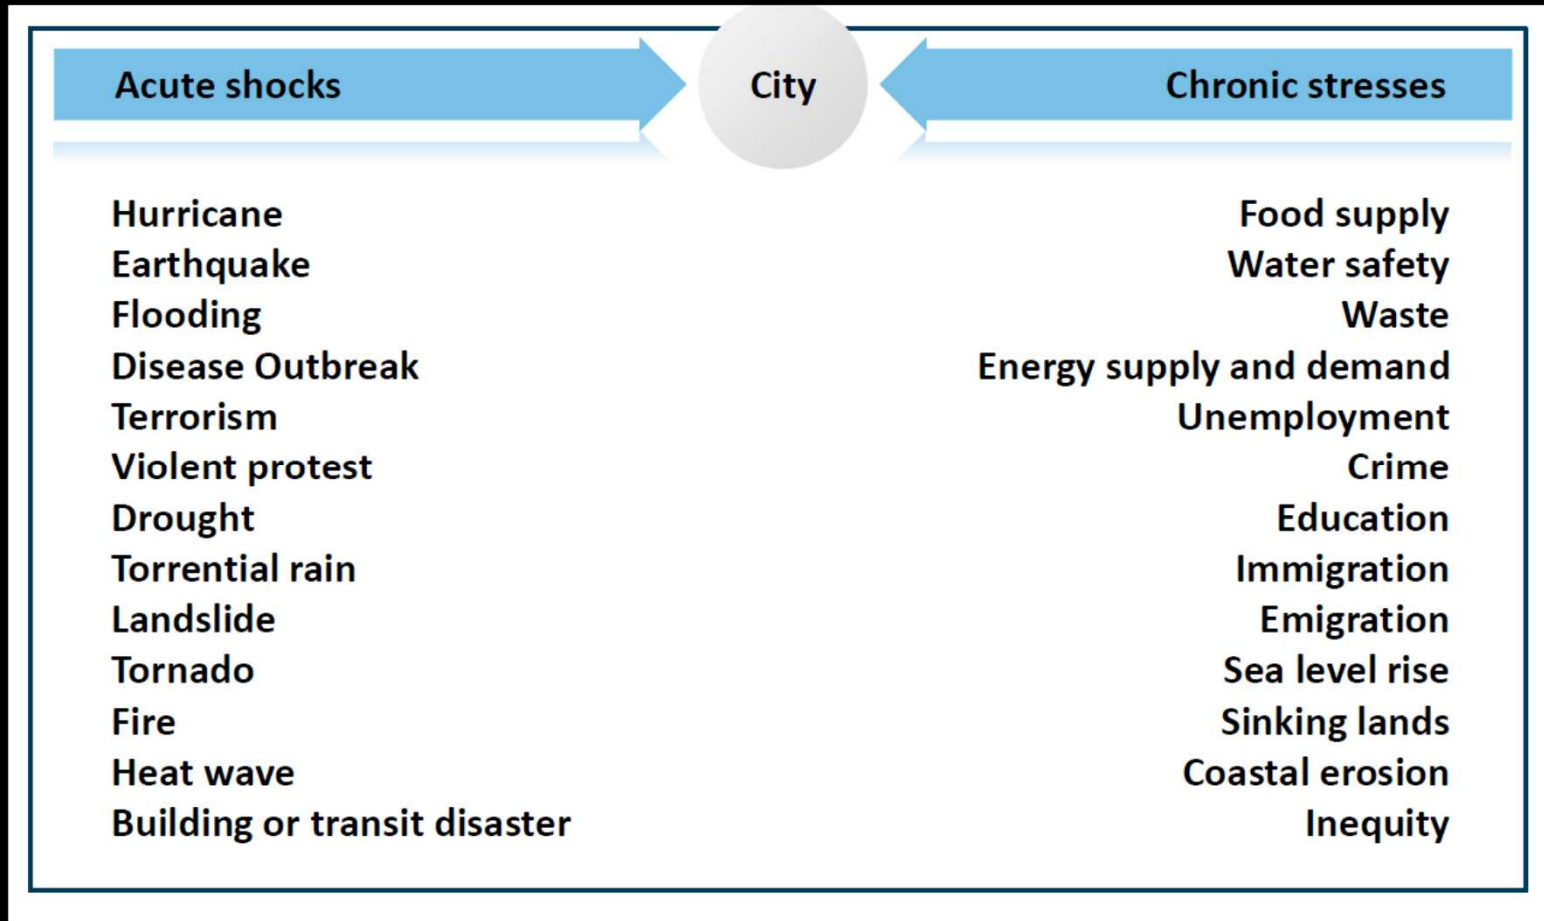 Acute shocks
City
Chronic stresses
Hurricane
Earthquake
Flooding
Disease Outbreak
Terrorism
Violent protest
Drought
Torrential rain
Landslide
Tornado
Fire
Heat wave
Building or transit disaster
Food supply
Water safety
Waste
Energy supply and demand
Unemployment
Crime
Education
Immigration
Emigration
Sea level rise
Sinking lands
Coastal erosion
Inequity